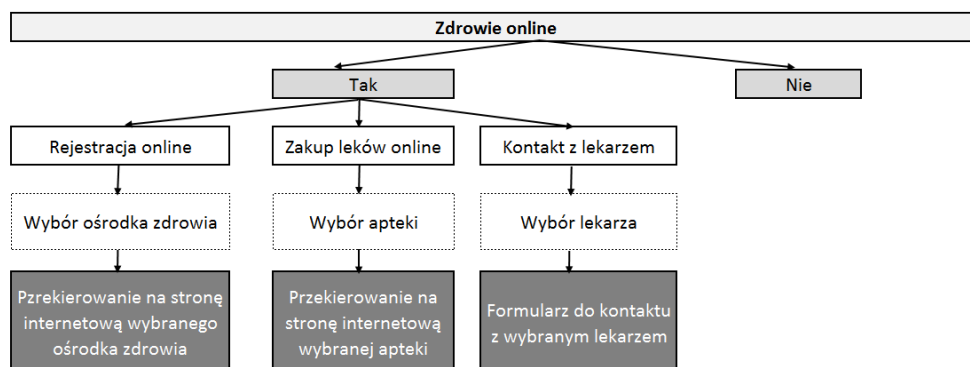 Zdrowie online
Tak
Nie
Rejestracja online
Zakup leków online
Kontakt z lekarzem
Wybór ośrodka zdrowia
Wybór apteki
Wybór lekarza
Pzrekierowanie na stronę
internetową wybranego
ośrodka zdrowia
Przekierowanie na
stronę internetową
wybranej apteki
Formularz do kontaktu
z wybranym lekarzem